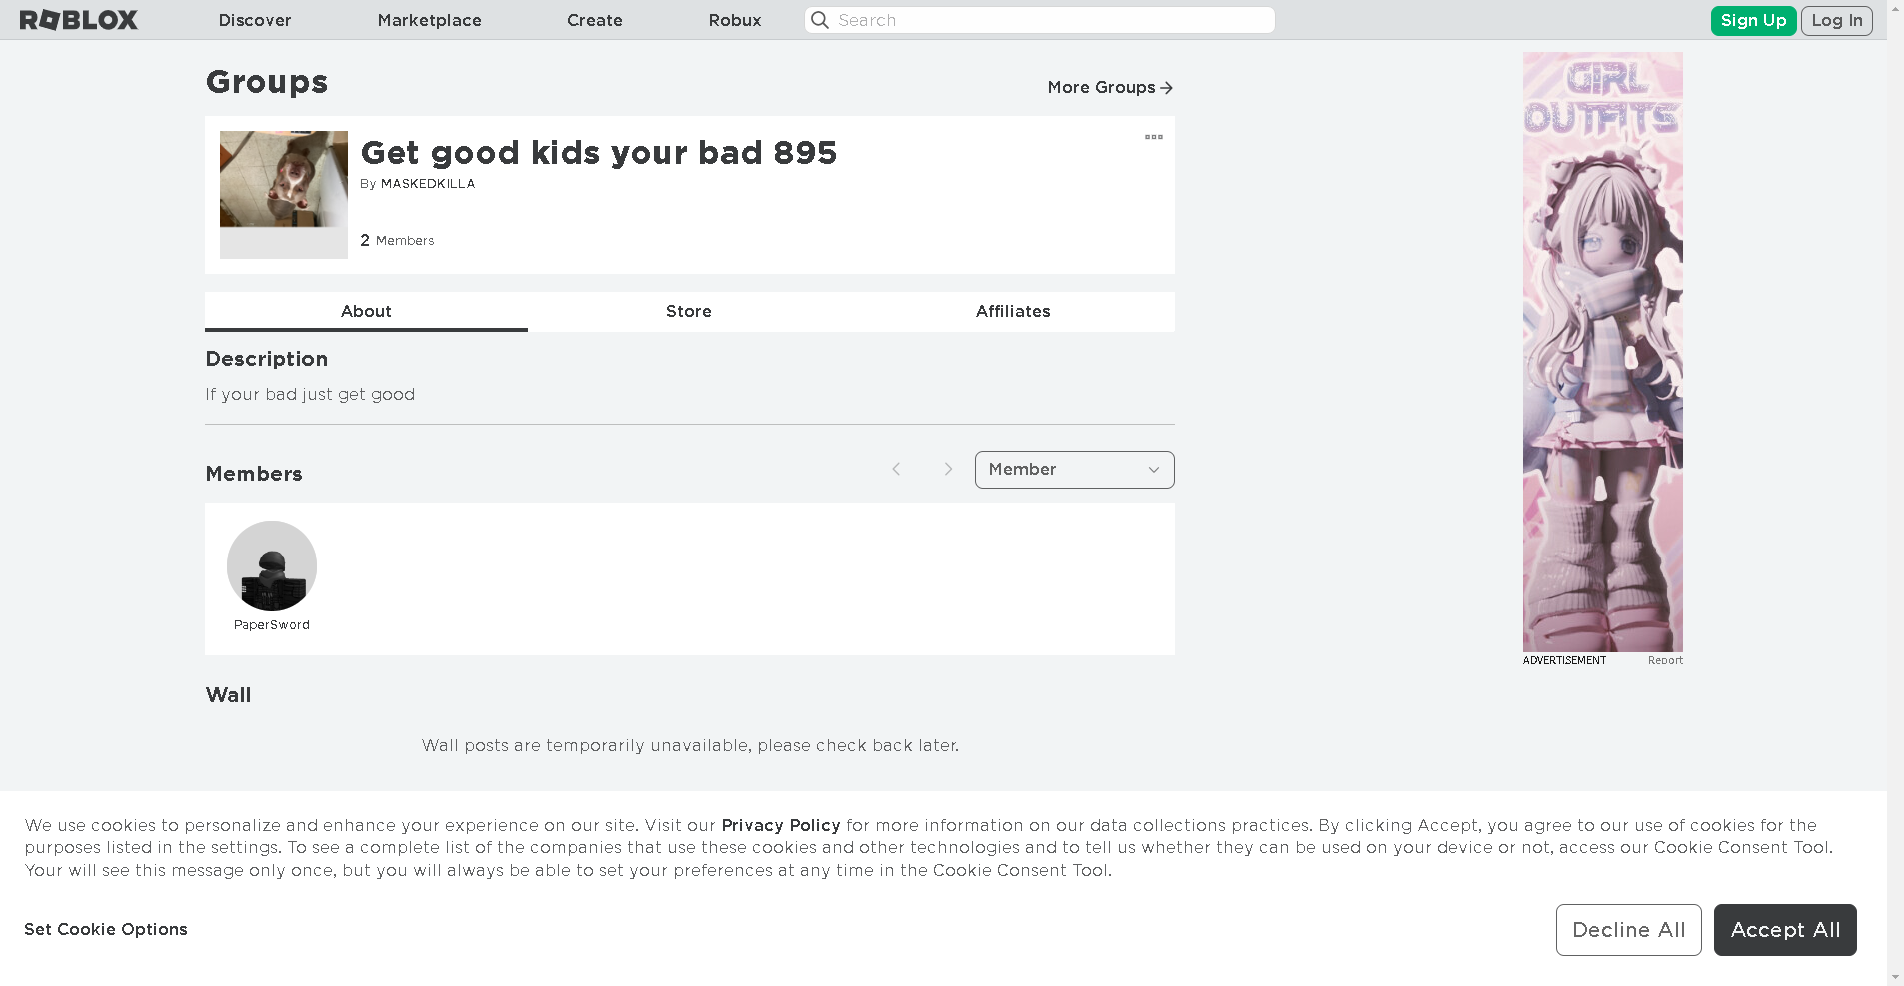 ROBLOX
Discover
Marketplace
Create
Robux
Search
Sign Up
Log In
Groups
More Groups
Get good kids your bad 895
By MASKEDKILLA
2 Members
About
Store
Affiliates
Description
If your bad just get good
Members
Member
PaperSword
Wall
Wall posts are temporarily unavailable, please check back later.
GIRL
OUTFITS
ADVERTISEMENT
Report
We use cookies to personalize and enhance your experience on our site. Visit our Privacy Policy for more information on our data collections practices. By clicking Accept, you agree to our use of cookies for the
purposes listed in the settings. To see a complete list of the companies that use these cookies and other technologies and to tell us whether they can be used on your device or not, access our Cookie Consent Tool.
Your will see this message only once, but you will always be able to set your preferences at any time in the Cookie Consent Tool.
Set Cookie Options
Decline All
Accept All